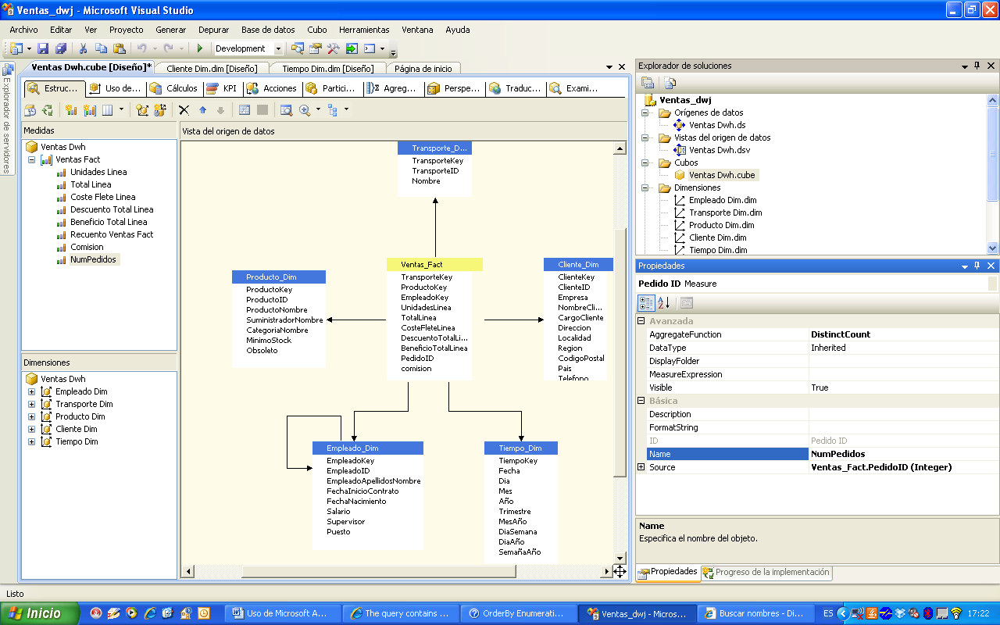 Ventas_dwj - Microsoft Visual Studio
Archivo Editar Ver Proyecto Generar Depurar Base de datos Cubo Herramientas Ventana Ayuda
Development
Explorador de servidores
Ventas Dwh.cube [Diseño]* Cliente Dim.dim [Diseño] Tiempo Dim.dim [Diseño] Página de inicio
Estruc... Uso de... Cálculos KPI Acciones Partici... Agreg... Perspe... Traduc... Exami...
Medidas
Ventas Dwh
Ventas Fact
Unidades Linea
Total Linea
Coste Flete Linea
Descuento Total Linea
Beneficio Total Linea
Recuento Ventas Fact
Comision
NumPedidos
Dimensiones
Ventas Dwh
Empleado Dim
Transporte Dim
Producto Dim
Cliente Dim
Tiempo Dim
Vista del origen de datos
Transporte_D...
TransporteKey
TransporteID
Nombre
Producto_Dim
ProductoKey
ProductoID
ProductoNombre
SuministradorNombre
CategoriaNombre
MinimoStock
Obsoleto
Ventas_Fact
TransporteKey
ProductoKey
EmpleadoKey
UnidadesLinea
TotalLinea
CosteFleteLinea
DescuentoTotalLi...
BeneficioTotalLinea
PedidoID
comision
Cliente_Dim
ClienteKey
ClienteID
Empresa
NombreCli...
CargoCliente
Direccion
Localidad
Region
CodigoPostal
Pais
Telefono
Empleado_Dim
EmpleadoKey
EmpleadoID
EmpleadoApellidosNombre
FechaInicioContrato
FechaNacimiento
Salario
Supervisor
Puesto
Tiempo_Dim
TiempoKey
Fecha
Dia
Mes
Año
Trimestre
MesAño
DiaSemana
DiaAño
SemañaAño
Explorador de soluciones
Ventas_dwj
Orígenes de datos
Ventas Dwh.ds
Vistas del origen de datos
Ventas Dwh.dsv
Cubos
Ventas Dwh.cube
Dimensiones
Empleado Dim.dim
Transporte Dim.dim
Producto Dim.dim
Cliente Dim.dim
Tiempo Dim.dim
Propiedades
Pedido ID Measure
Avanzada
AggregateFunction DistinctCount
DataType Inherited
DisplayFolder
MeasureExpression
Visible True
Básica
Description
FormatString
ID Pedido ID
Name NumPedidos
Source Ventas_Fact.PedidoID (Integer)
Name
Especifica el nombre del objeto.
Propiedades Progreso de la implementación
Listo
Inicio Uso de Microsoft A... The query contains ... OrderBy Enumerati... Ventas_dwj - Micros... Buscar nombres - Di... ES 17:22